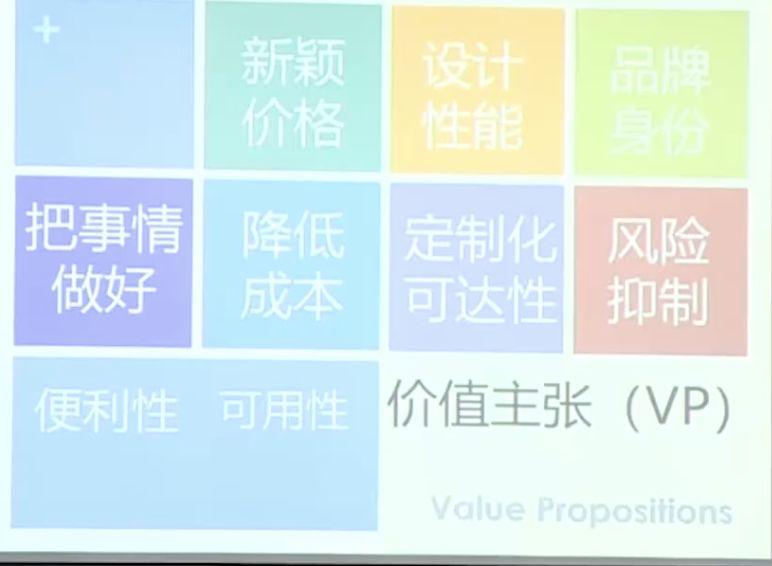 +
新颖
价格
设计
性能
品牌
身份
把事情
做好
降低
成本
定制化
可达性
风险
抑制
便利性 可用性
价值主张（VP）
Value Propositions